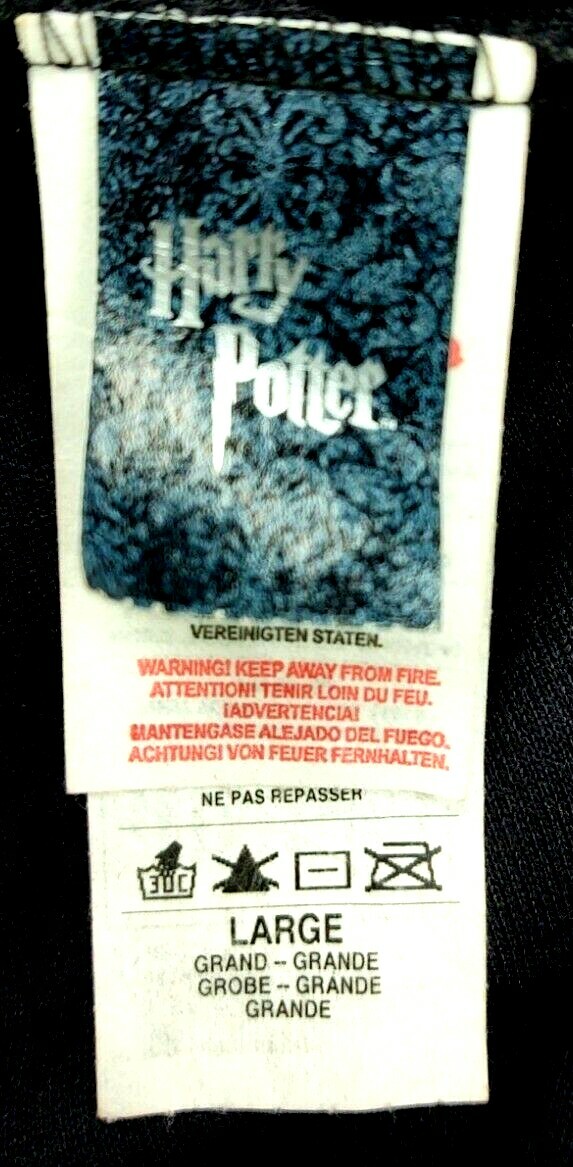 Harry
Potter™
VEREINIGTEN STATEN.
WARNING! KEEP AWAY FROM FIRE.
ATTENTION! TENIR LOIN DU FEU.
¡ADVERTENCIA!
MANTENGASE ALEJADO DEL FUEGO.
ACHTUNG! VON FEUER FERNHALTEN.
NE PAS REPASSER
30C
LARGE
GRAND -- GRANDE
GROBE -- GRANDE
GRANDE